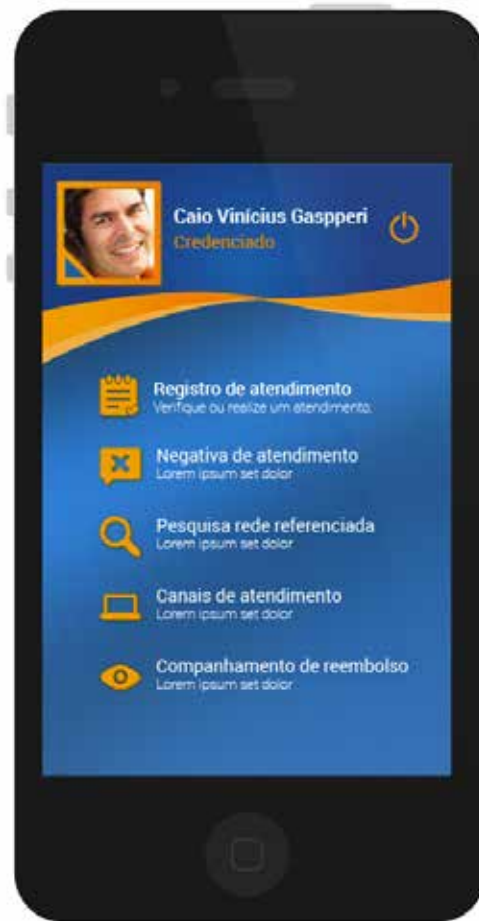 Caio Vinícius Gaspperi
Credenciado
Registro de atendimento
Verifique ou realize um atendimento.
Negativa de atendimento
Lorem ipsum set dolor
Pesquisa rede referenciada
Lorem ipsum set dolor
Canais de atendimento
Lorem ipsum set dolor
Companhamento de reembolso
Lorem ipsum set dolor